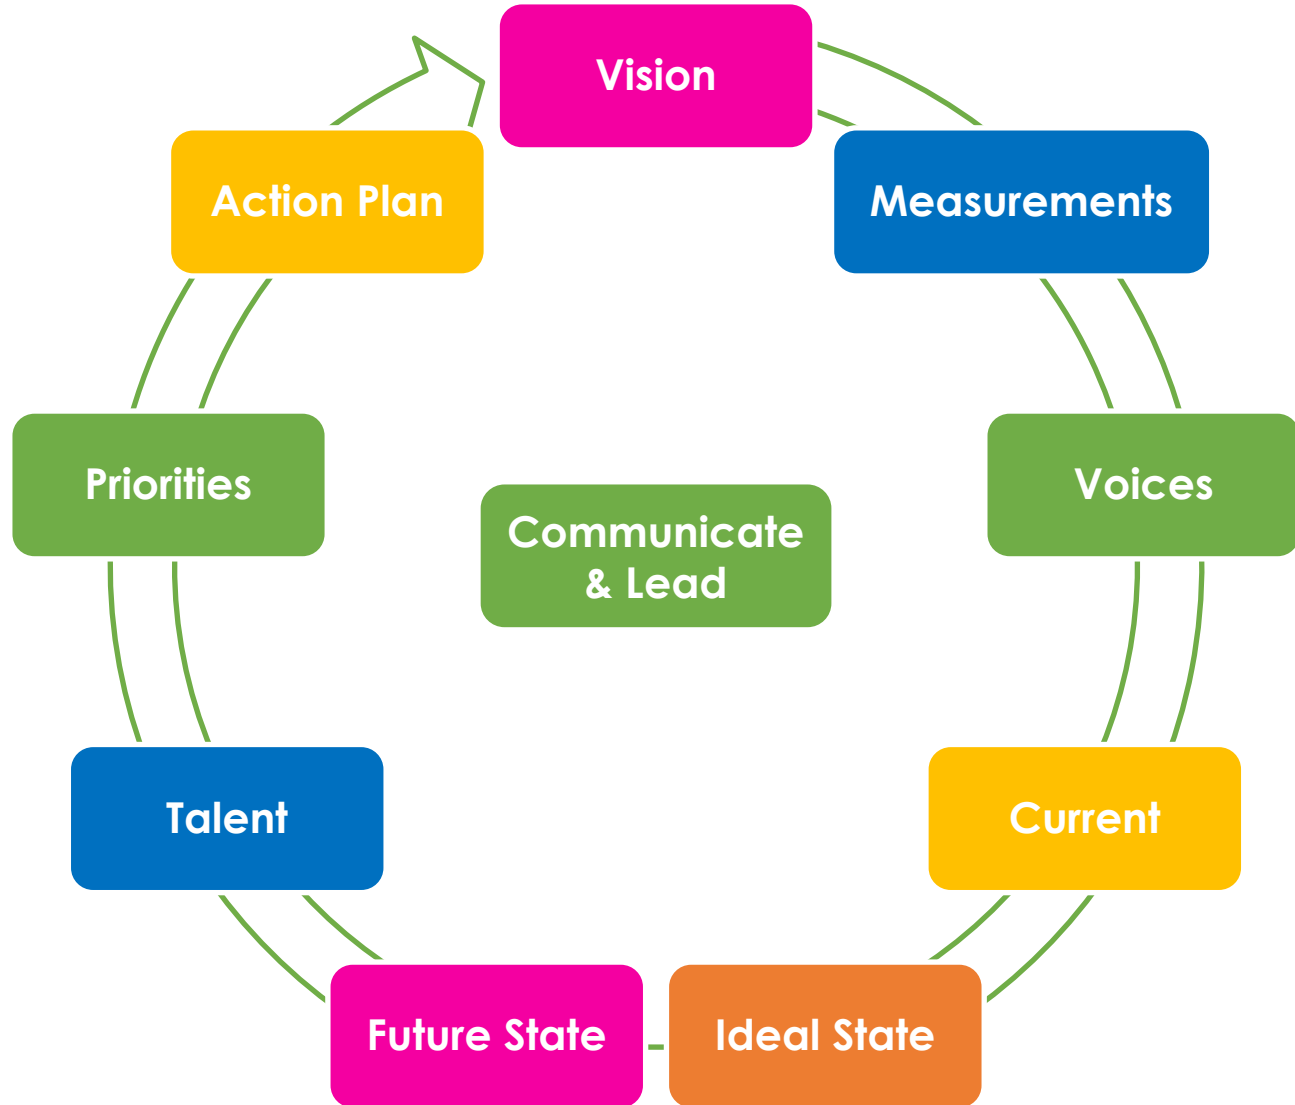 Vision
Measurements
Voices
Current
Ideal State
Future State
Talent
Priorities
Action Plan
Communicate
& Lead